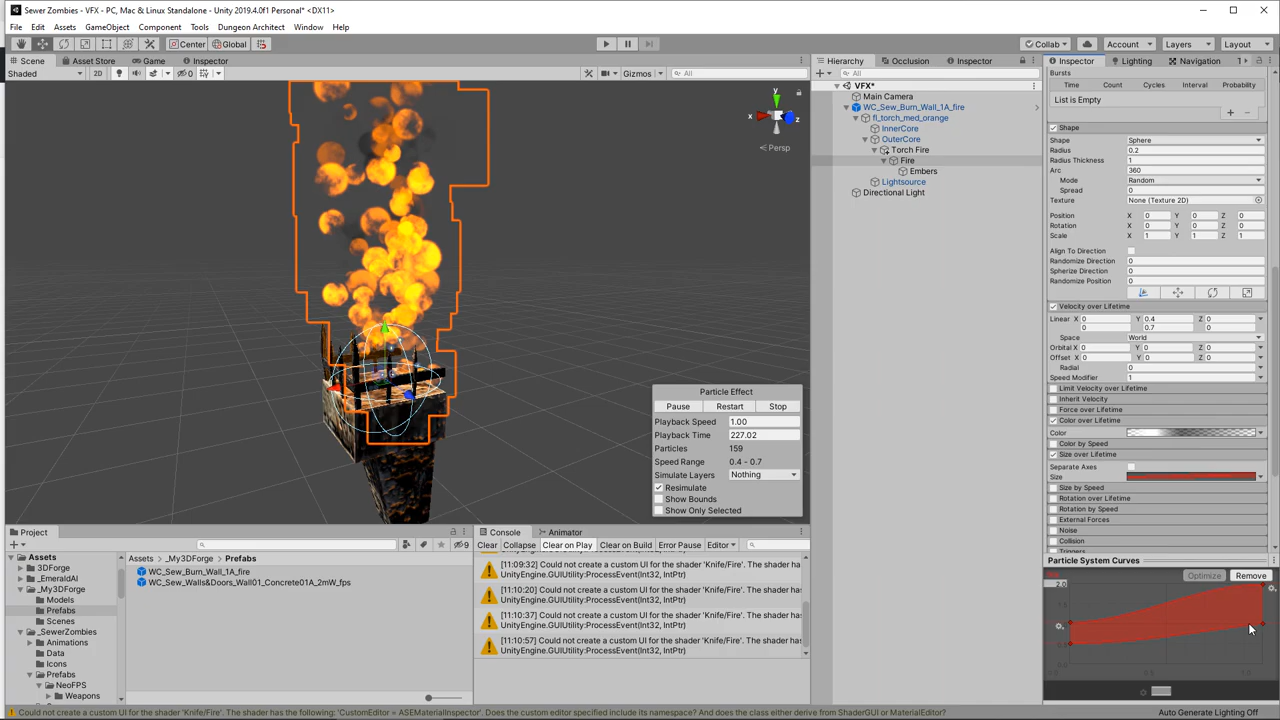 Sewer Zombies - VFX - PC, Mac & Linux Standalone - Unity 2019.4.0f1 Personal* <DX11>
File Edit Assets GameObject Component Tools Dungeon Architect Window Help
Center Global Collab Account Layers Layout
Scene Asset Store Game Inspector
Shaded 2D 0 Gizmos All
y
x z
Persp
Particle Effect
Pause Restart Stop
Playback Speed 1.00
Playback Time 227.02
Particles 159
Speed Range 0.4 - 0.7
Simulate Layers Nothing
Resimulate
Show Bounds
Show Only Selected
Hierarchy Occlusion Inspector
All
VFX*
Main Camera
WC_Sew_Burn_Wall_1A_fire
fl_torch_med_orange
InnerCore
OuterCore
Torch Fire
Fire
Embers
Lightsource
Directional Light
Inspector Lighting Navigation
Bursts
Time Count Cycles Interval Probability
List is Empty
Shape
Shape Sphere
Radius 0.2
Radius Thickness 1
Arc 360
Mode Random
Spread 0
Texture None (Texture 2D)
Position X 0 Y 0 Z 0
Rotation X 0 Y 0 Z 0
Scale X 1 Y 1 Z 1
Align To Direction
Randomize Direction 0
Spherize Direction 0
Randomize Position 0
Velocity over Lifetime
Linear X 0 Y 0.4 Z 0
0 0.7 0
Space World
Orbital X 0 Y 0 Z 0
Offset X 0 Y 0 Z 0
Radial 0
Speed Modifier 1
Limit Velocity over Lifetime
Inherit Velocity
Force over Lifetime
Color over Lifetime
Color
Color by Speed
Size over Lifetime
Separate Axes
Size
Size by Speed
Rotation over Lifetime
Rotation by Speed
External Forces
Noise
Collision
Triggers
Particle System Curves
Optimize Remove
2.0
Project
Assets
3DForge
_EmeraldAI
_My3DForge
Models
Prefabs
Scenes
_SewerZombies
Animations
Data
Icons
Prefabs
NeoFPS
Weapons
9
Assets _My3DForge Prefabs
WC_Sew_Burn_Wall_1A_fire
WC_Sew_Walls&Doors_Wall01_Concrete01A_2mW_fps
Console Animator
Clear Collapse Clear on Play Clear on Build Error Pause Editor
[11:09:32] Could not create a custom UI for the shader 'Knife/Fire'. The shader has
UnityEngine.GUIUtility:ProcessEvent(Int32, IntPtr)
[11:10:20] Could not create a custom UI for the shader 'Knife/Fire'. The shader has
UnityEngine.GUIUtility:ProcessEvent(Int32, IntPtr)
[11:10:37] Could not create a custom UI for the shader 'Knife/Fire'. The shader has
UnityEngine.GUIUtility:ProcessEvent(Int32, IntPtr)
[11:10:57] Could not create a custom UI for the shader 'Knife/Fire'. The shader has
UnityEngine.GUIUtility:ProcessEvent(Int32, IntPtr)
Could not create a custom UI for the shader 'Knife/Fire'. The shader has the following: 'CustomEditor = ASEMaterialInspector'. Does the custom editor specified include its namespace? And does the class either derive from ShaderGUI or MaterialEditor?
Auto Generate Lighting Off